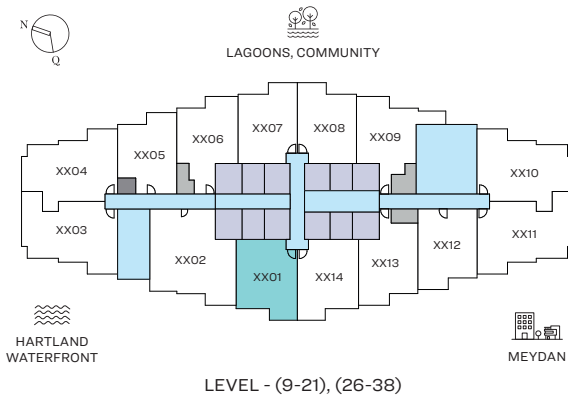 N
Q
LAGOONS, COMMUNITY
XX07
XX08
XX06
XX09
XX05
XX04
XX10
XX03
XX11
XX02
XX12
XX13
XX01
XX14
HARTLAND
WATERFRONT
MEYDAN
LEVEL - (9-21), (26-38)